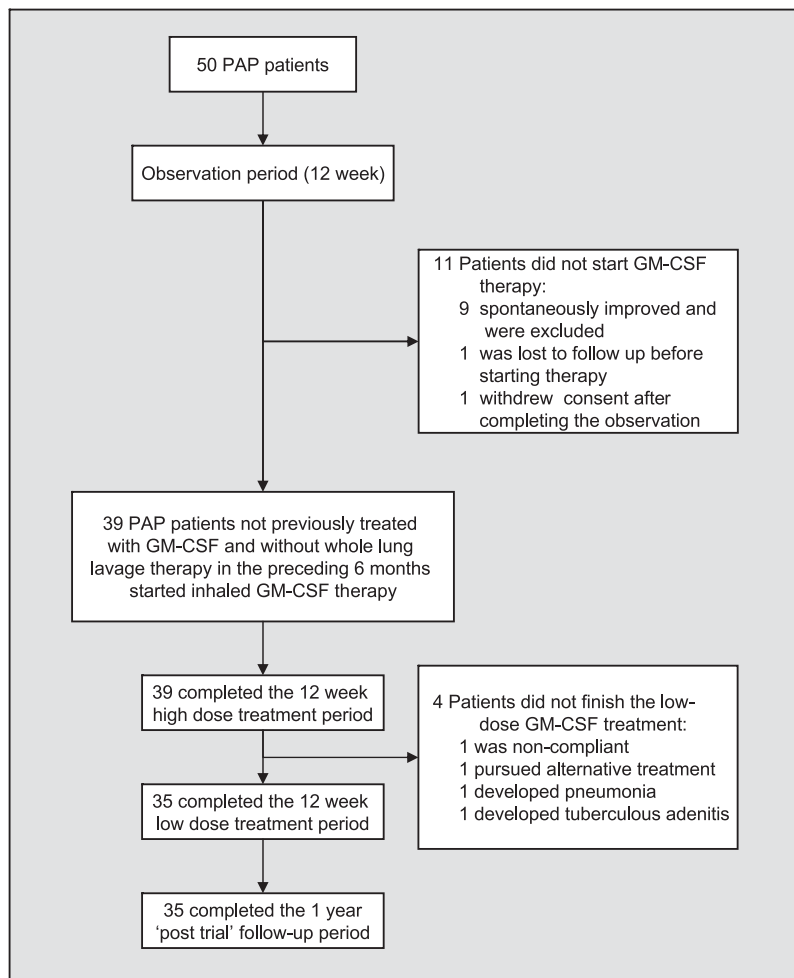 50 PAP patients
Observation period (12 week)
11 Patients did not start GM-CSF
therapy:
9 spontaneously improved and
were excluded
1 was lost to follow up before
starting therapy
1 withdrew consent after
completing the observation
39 PAP patients not previously treated
with GM-CSF and without whole lung
lavage therapy in the preceding 6 months
started inhaled GM-CSF therapy
39 completed the 12 week
high dose treatment period
4 Patients did not finish the low-
dose GM-CSF treatment:
1 was non-compliant
1 pursued alternative treatment
1 developed pneumonia
1 developed tuberculous adenitis
35 completed the 12 week
low dose treatment period
35 completed the 1 year
‘post trial’ follow-up period